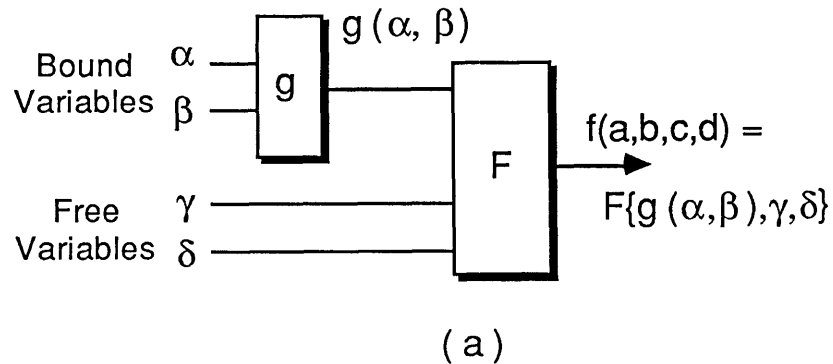 g(α, β)
Bound
Variables
α
β
g
f(a,b,c,d) =
F
F{g(α,β),γ,δ}
Free
Variables
γ
δ
(a)